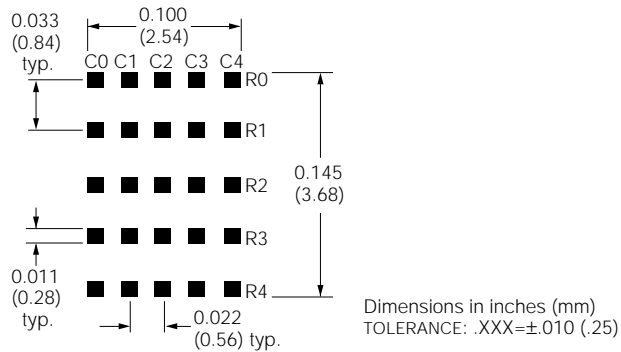 0.033
(0.84)
typ.
0.100
(2.54)
C0 C1 C2 C3 C4
R0
R1
0.145
(3.68)
R2
R3
0.011
(0.28)
typ.
R4
0.022
(0.56) typ.
Dimensions in inches (mm)
TOLERANCE: .XXX=±.010 (.25)